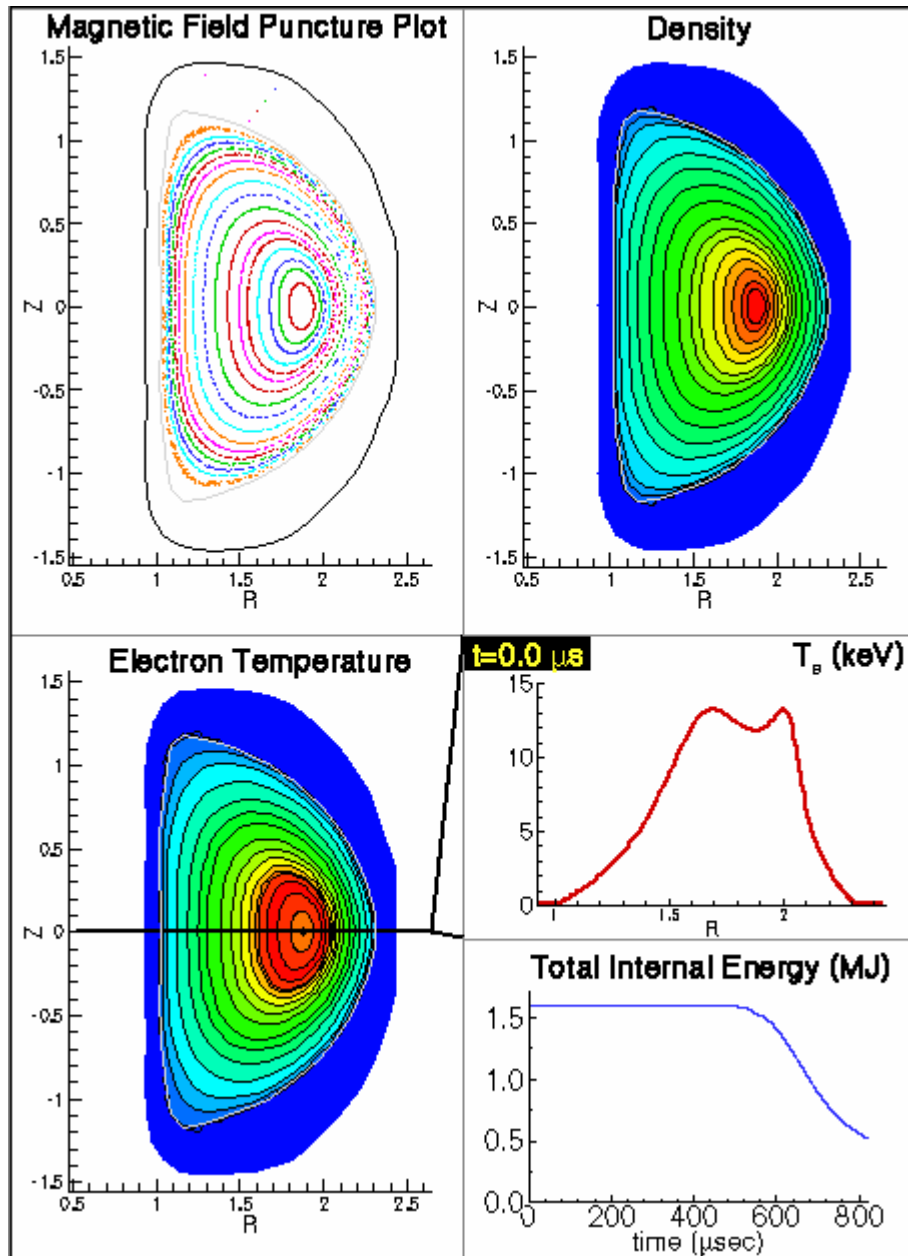 Magnetic Field Puncture Plot
1.5
1
0.5
0
-0.5
-1
-1.5
Z
0.5 1 1.5 2 2.5
R
Density
1.5
1
0.5
0
-0.5
-1
-1.5
Z
0.5 1 1.5 2 2.5
R
Electron Temperature
1.5
1
0.5
0
-0.5
-1
-1.5
Z
0.5 1 1.5 2 2.5
R
t=0.0 μs
Te (keV)
15
10
5
0
1 1.5 2
R
Total Internal Energy (MJ)
1.5
1.0
0.5
0.0
0 200 400 600 800
time (μsec)